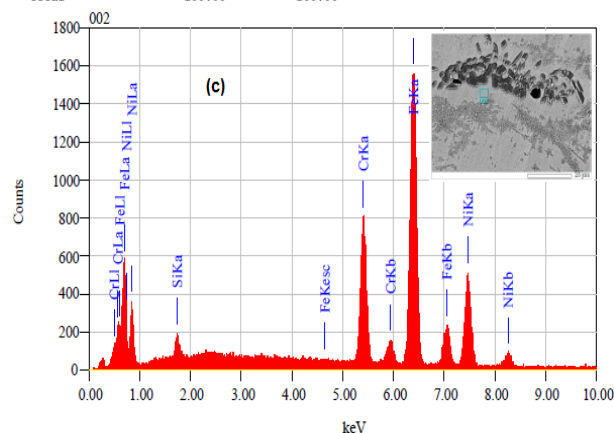 002
(c)
1800
1600
1400
1200
1000
800
600
400
200
0
Counts
CrLl
CrLa
FeLl
FeLa
NiLl
NiLa
SiKa
FeKesc
CrKa
CrKb
FeKa
FeKb
NiKa
NiKb
0.00 1.00 2.00 3.00 4.00 5.00 6.00 7.00 8.00 9.00 10.00
keV